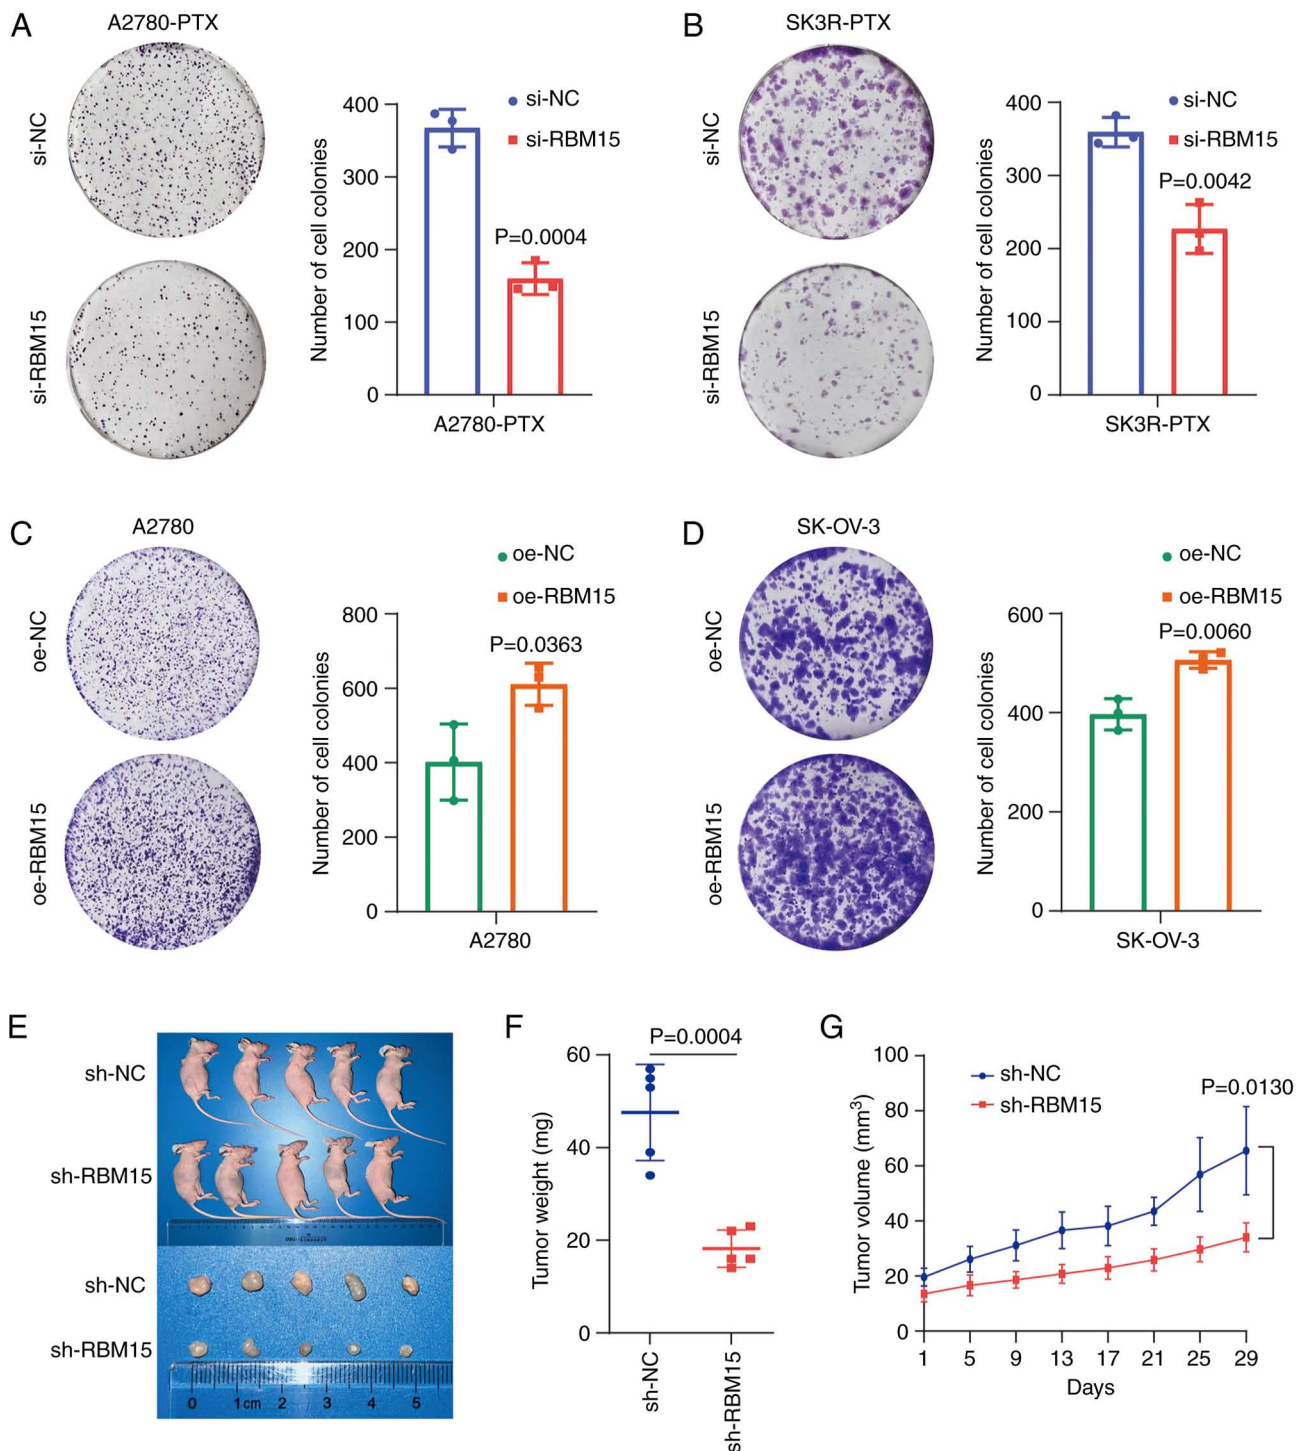 A
A2780-PTX
si-NC
si-RBM15
Number of cell colonies
400
300
200
100
0
si-NC
si-RBM15
P=0.0004
A2780-PTX
B
SK3R-PTX
si-NC
si-RBM15
Number of cell colonies
400
300
200
100
0
si-NC
si-RBM15
P=0.0042
SK3R-PTX
C
A2780
oe-NC
oe-RBM15
Number of cell colonies
800
600
400
200
0
oe-NC
oe-RBM15
P=0.0363
A2780
D
SK-OV-3
oe-NC
oe-RBM15
Number of cell colonies
600
400
200
0
oe-NC
oe-RBM15
P=0.0060
SK-OV-3
E
sh-NC
sh-RBM15
sh-NC
sh-RBM15
0 1cm 2 3 4 5
F
P=0.0004
Tumor weight (mg)
60
40
20
0
sh-NC
sh-RBM15
G
Tumor volume (mm³)
100
80
60
40
20
0
sh-NC
sh-RBM15
P=0.0130
1 5 9 13 17 21 25 29
Days